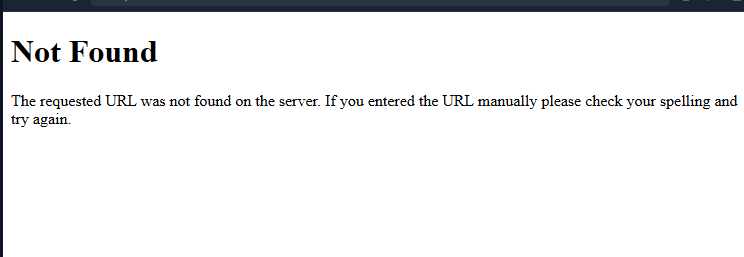 Not Found
The requested URL was not found on the server. If you entered the URL manually please check your spelling and
try again.